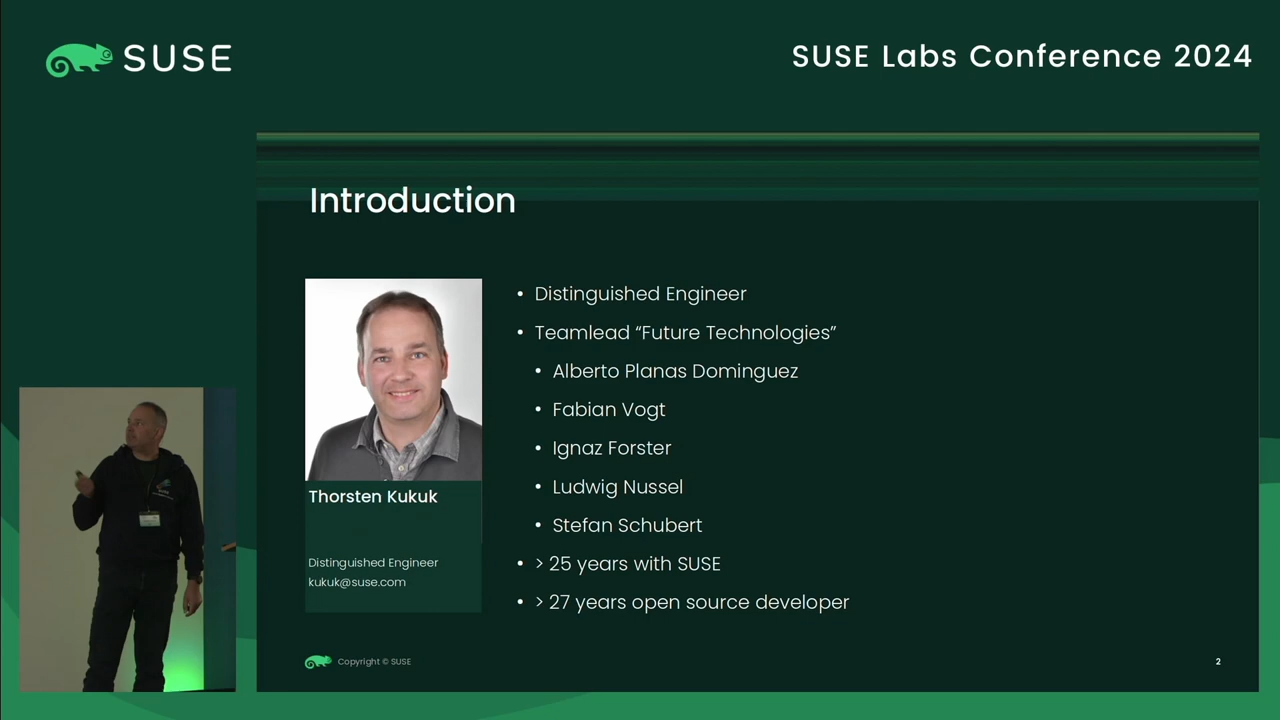 SUSE
SUSE Labs Conference 2024
Introduction
• Distinguished Engineer
• Teamlead “Future Technologies”
• Alberto Planas Dominguez
• Fabian Vogt
• Ignaz Forster
• Ludwig Nussel
• Stefan Schubert
• > 25 years with SUSE
• > 27 years open source developer
Thorsten Kukuk
Distinguished Engineer
kukuk@suse.com
Copyright © SUSE
2